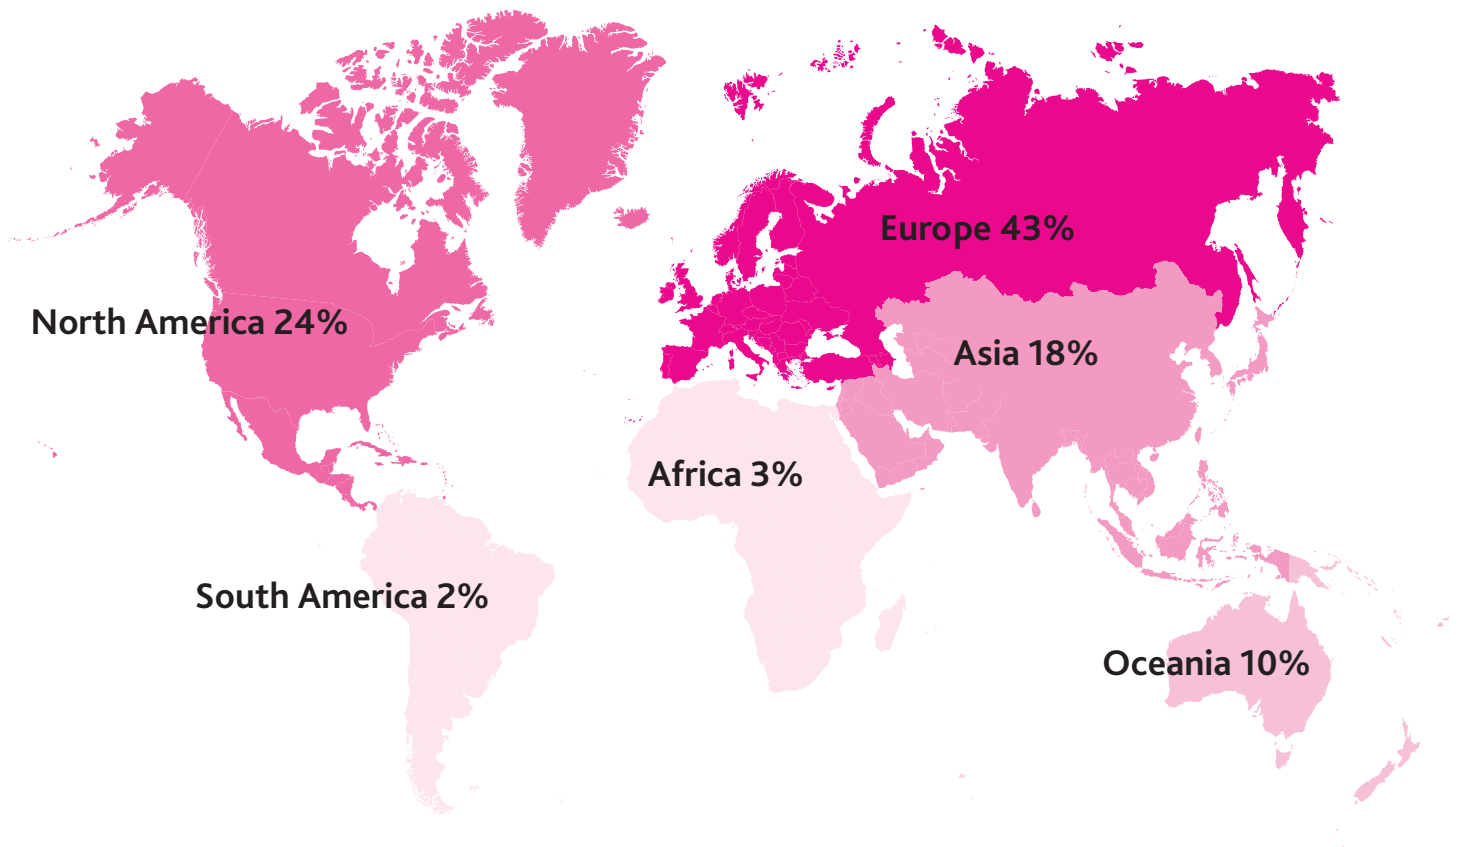 Europe 43%
North America 24%
Asia 18%
Africa 3%
South America 2%
Oceania 10%